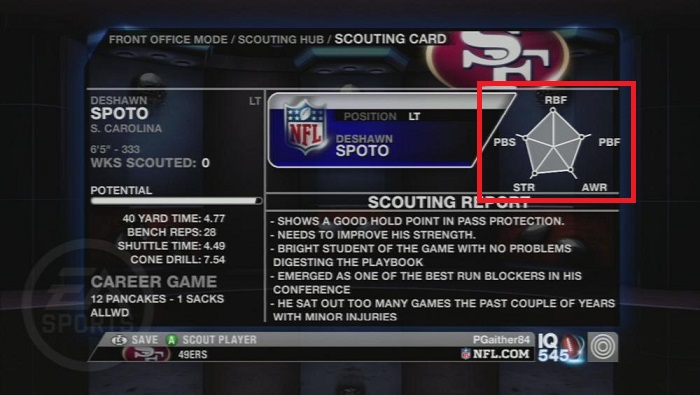 FRONT OFFICE MODE / SCOUTING HUB / SCOUTING CARD
SF
DESHAWN LT
SPOTO
S. CAROLINA
6'5" - 333
WKS SCOUTED: 0
POTENTIAL
40 YARD TIME: 4.77
BENCH REPS: 28
SHUTTLE TIME: 4.49
CONE DRILL: 7.54
CAREER GAME
12 PANCAKES - 1 SACKS
ALLWD
NFL
POSITION LT
DESHAWN
SPOTO
RBF
PBS PBF
STR AWR
SCOUTING REPORT
- SHOWS A GOOD HOLD POINT IN PASS PROTECTION.
- NEEDS TO IMPROVE HIS STRENGTH.
- BRIGHT STUDENT OF THE GAME WITH NO PROBLEMS
DIGESTING THE PLAYBOOK
- EMERGED AS ONE OF THE BEST RUN BLOCKERS IN HIS
CONFERENCE
- HE SAT OUT TOO MANY GAMES THE PAST COUPLE OF YEARS
WITH MINOR INJURIES
EA
SPORTS
SAVE A SCOUT PLAYER PGaither84 IQ
49ERS NFL.COM 545